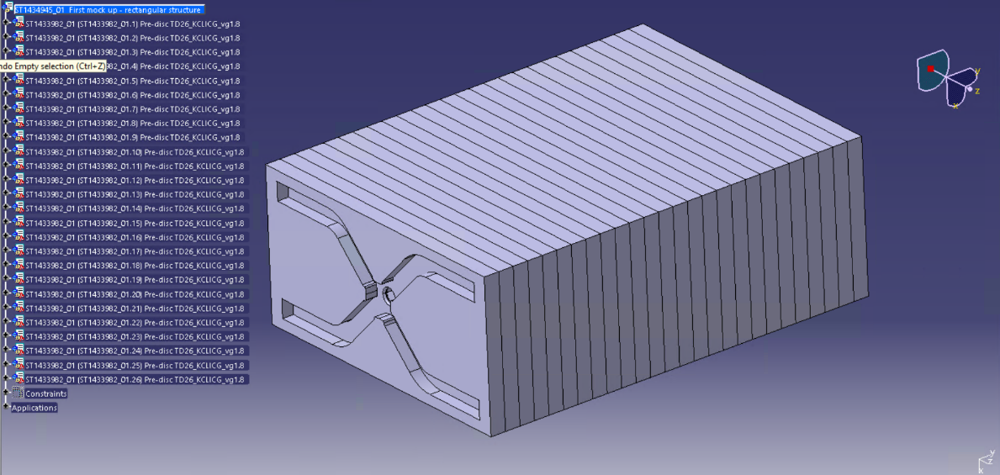 ST1434945_01 First mock up - rectangular structure
ST1433982_01 (ST1433982_01.1) Pre-disc TD26_KCLICG_vg1.8
ST1433982_01 (ST1433982_01.2) Pre-disc TD26_KCLICG_vg1.8
ST1433982_01 (ST1433982_01.3) Pre-disc TD26_KCLICG_vg1.8
ndo Empty selection (Ctrl+Z) 982_01.4) Pre-disc TD26_KCLICG_vg1.8
ST1433982_01 (ST1433982_01.5) Pre-disc TD26_KCLICG_vg1.8
ST1433982_01 (ST1433982_01.6) Pre-disc TD26_KCLICG_vg1.8
ST1433982_01 (ST1433982_01.7) Pre-disc TD26_KCLICG_vg1.8
ST1433982_01 (ST1433982_01.8) Pre-disc TD26_KCLICG_vg1.8
ST1433982_01 (ST1433982_01.9) Pre-disc TD26_KCLICG_vg1.8
ST1433982_01 (ST1433982_01.10) Pre-disc TD26_KCLICG_vg1.8
ST1433982_01 (ST1433982_01.11) Pre-disc TD26_KCLICG_vg1.8
ST1433982_01 (ST1433982_01.12) Pre-disc TD26_KCLICG_vg1.8
ST1433982_01 (ST1433982_01.13) Pre-disc TD26_KCLICG_vg1.8
ST1433982_01 (ST1433982_01.14) Pre-disc TD26_KCLICG_vg1.8
ST1433982_01 (ST1433982_01.15) Pre-disc TD26_KCLICG_vg1.8
ST1433982_01 (ST1433982_01.16) Pre-disc TD26_KCLICG_vg1.8
ST1433982_01 (ST1433982_01.17) Pre-disc TD26_KCLICG_vg1.8
ST1433982_01 (ST1433982_01.18) Pre-disc TD26_KCLICG_vg1.8
ST1433982_01 (ST1433982_01.19) Pre-disc TD26_KCLICG_vg1.8
ST1433982_01 (ST1433982_01.20) Pre-disc TD26_KCLICG_vg1.8
ST1433982_01 (ST1433982_01.21) Pre-disc TD26_KCLICG_vg1.8
ST1433982_01 (ST1433982_01.22) Pre-disc TD26_KCLICG_vg1.8
ST1433982_01 (ST1433982_01.23) Pre-disc TD26_KCLICG_vg1.8
ST1433982_01 (ST1433982_01.24) Pre-disc TD26_KCLICG_vg1.8
ST1433982_01 (ST1433982_01.25) Pre-disc TD26_KCLICG_vg1.8
ST1433982_01 (ST1433982_01.26) Pre-disc TD26_KCLICG_vg1.8
Constraints
Applications
y
z
x
y
z
x